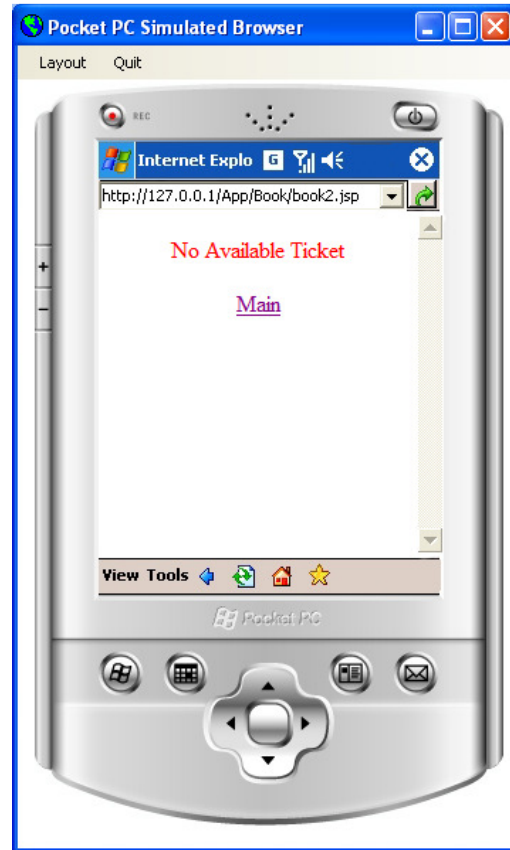 Pocket PC Simulated Browser
Layout Quit
REC
Internet Explo G
http://127.0.0.1/App/Book/book2.jsp
No Available Ticket
Main
+
−
View Tools
Pocket PC